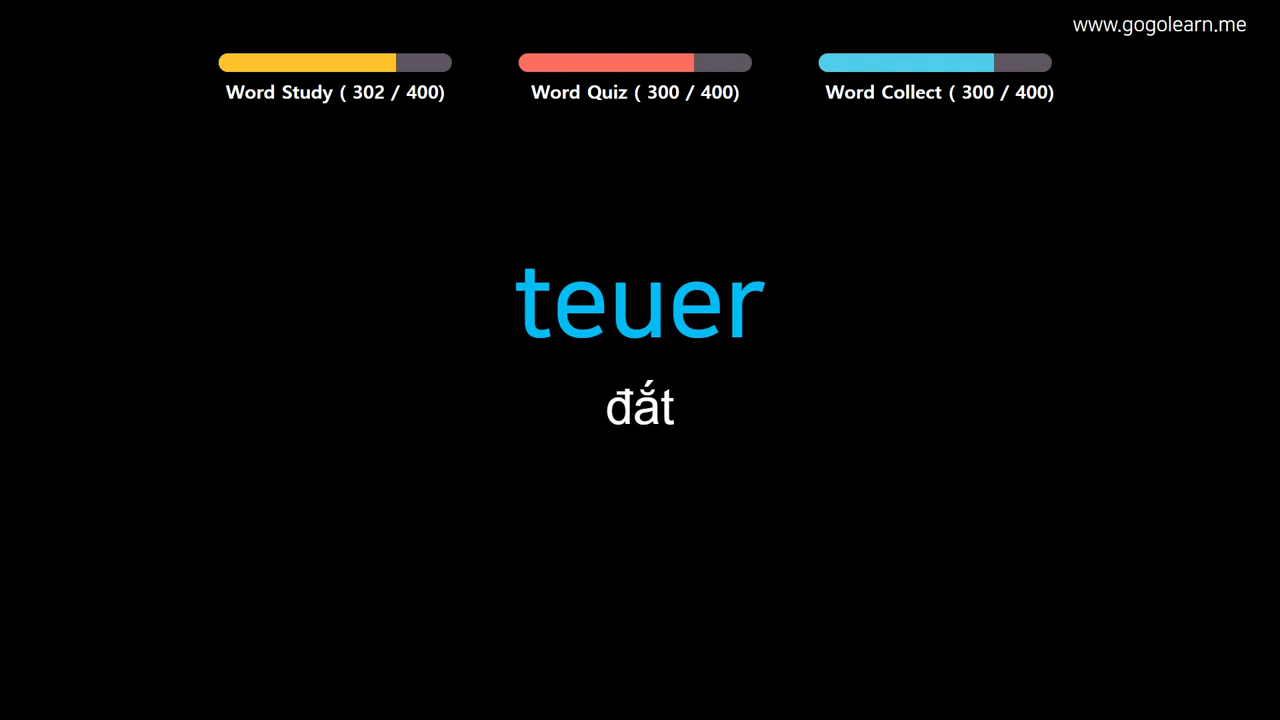 www.gogolearn.me
Word Study ( 302 / 400)
Word Quiz ( 300 / 400)
Word Collect ( 300 / 400)
teuer
đắt